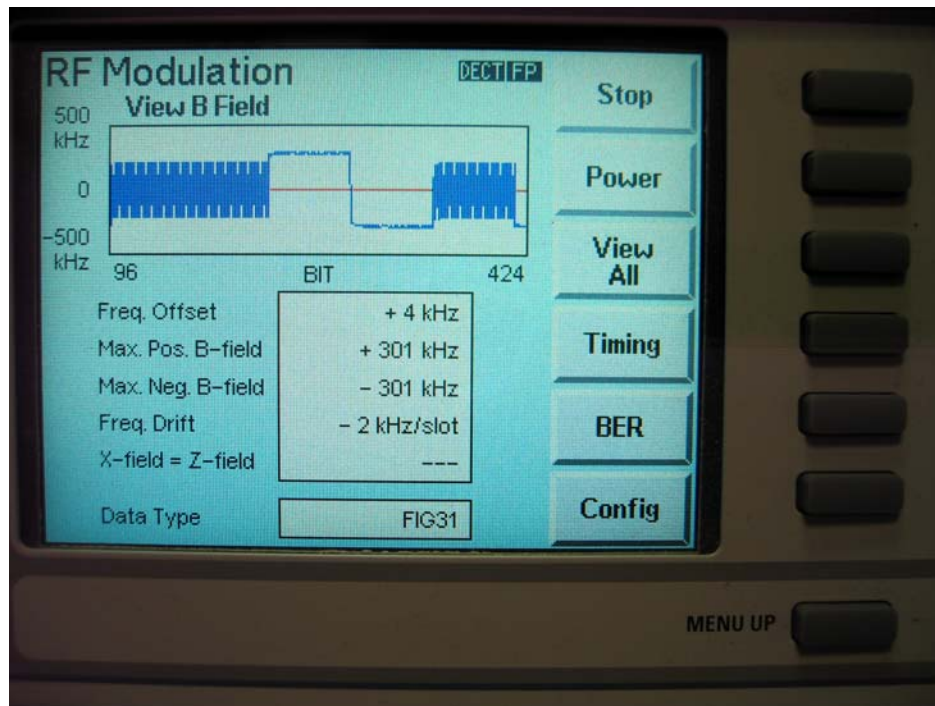 RF Modulation
DECT FP
View B Field
500
kHz
0
-500
kHz
96 BIT 424
Freq. Offset + 4 kHz
Max. Pos. B-field + 301 kHz
Max. Neg. B-field - 301 kHz
Freq. Drift - 2 kHz/slot
X-field = Z-field ---
Data Type FIG31
Stop
Power
View
All
Timing
BER
Config
MENU UP